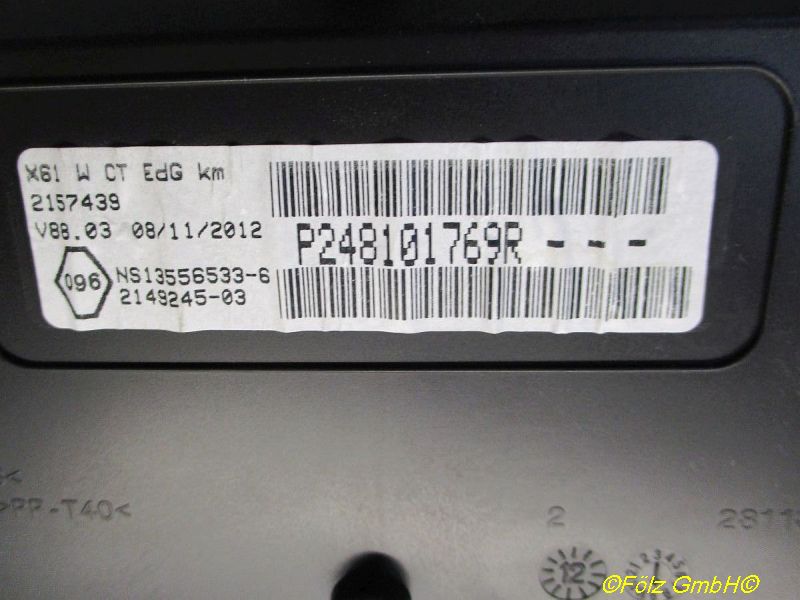 X61 W CT EdG km
2157439
V88.03 08/11/2012
P248101769R - - -
096
NS13556533-6
2149245-03
>PP-T40<
2
12
©Fölz GmbH©